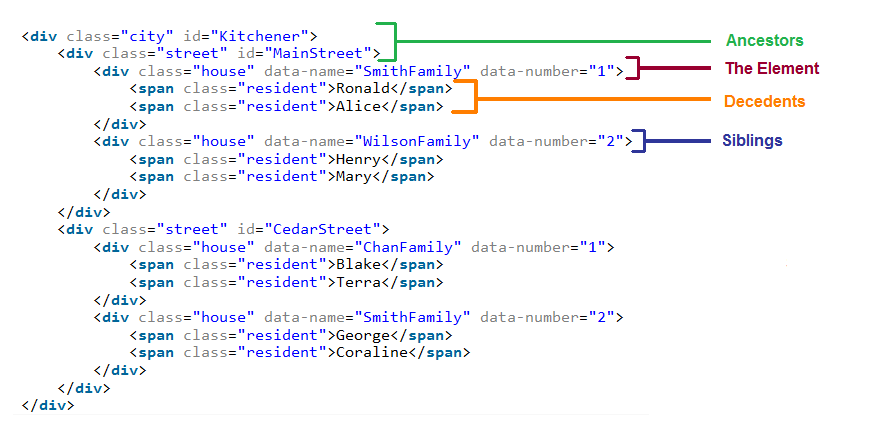 <div class="city" id="Kitchener">
Ancestors
<div class="street" id="MainStreet">
<div class="house" data-name="SmithFamily" data-number="1">
The Element
<span class="resident">Ronald</span>
<span class="resident">Alice</span>
Decedents
</div>
<div class="house" data-name="WilsonFamily" data-number="2">
Siblings
<span class="resident">Henry</span>
<span class="resident">Mary</span>
</div>
</div>
<div class="street" id="CedarStreet">
<div class="house" data-name="ChanFamily" data-number="1">
<span class="resident">Blake</span>
<span class="resident">Terra</span>
</div>
<div class="house" data-name="SmithFamily" data-number="2">
<span class="resident">George</span>
<span class="resident">Coraline</span>
</div>
</div>
</div>